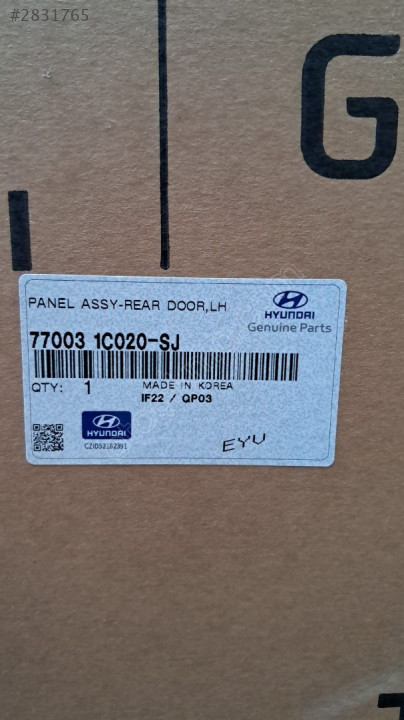 #2831765
G
PANEL ASSY-REAR DOOR,LH
HYUNDAI
Genuine Parts
77003 1C020-SJ
QTY: 1
MADE IN KOREA
IF22 / QP03
HYUNDAI
EYU